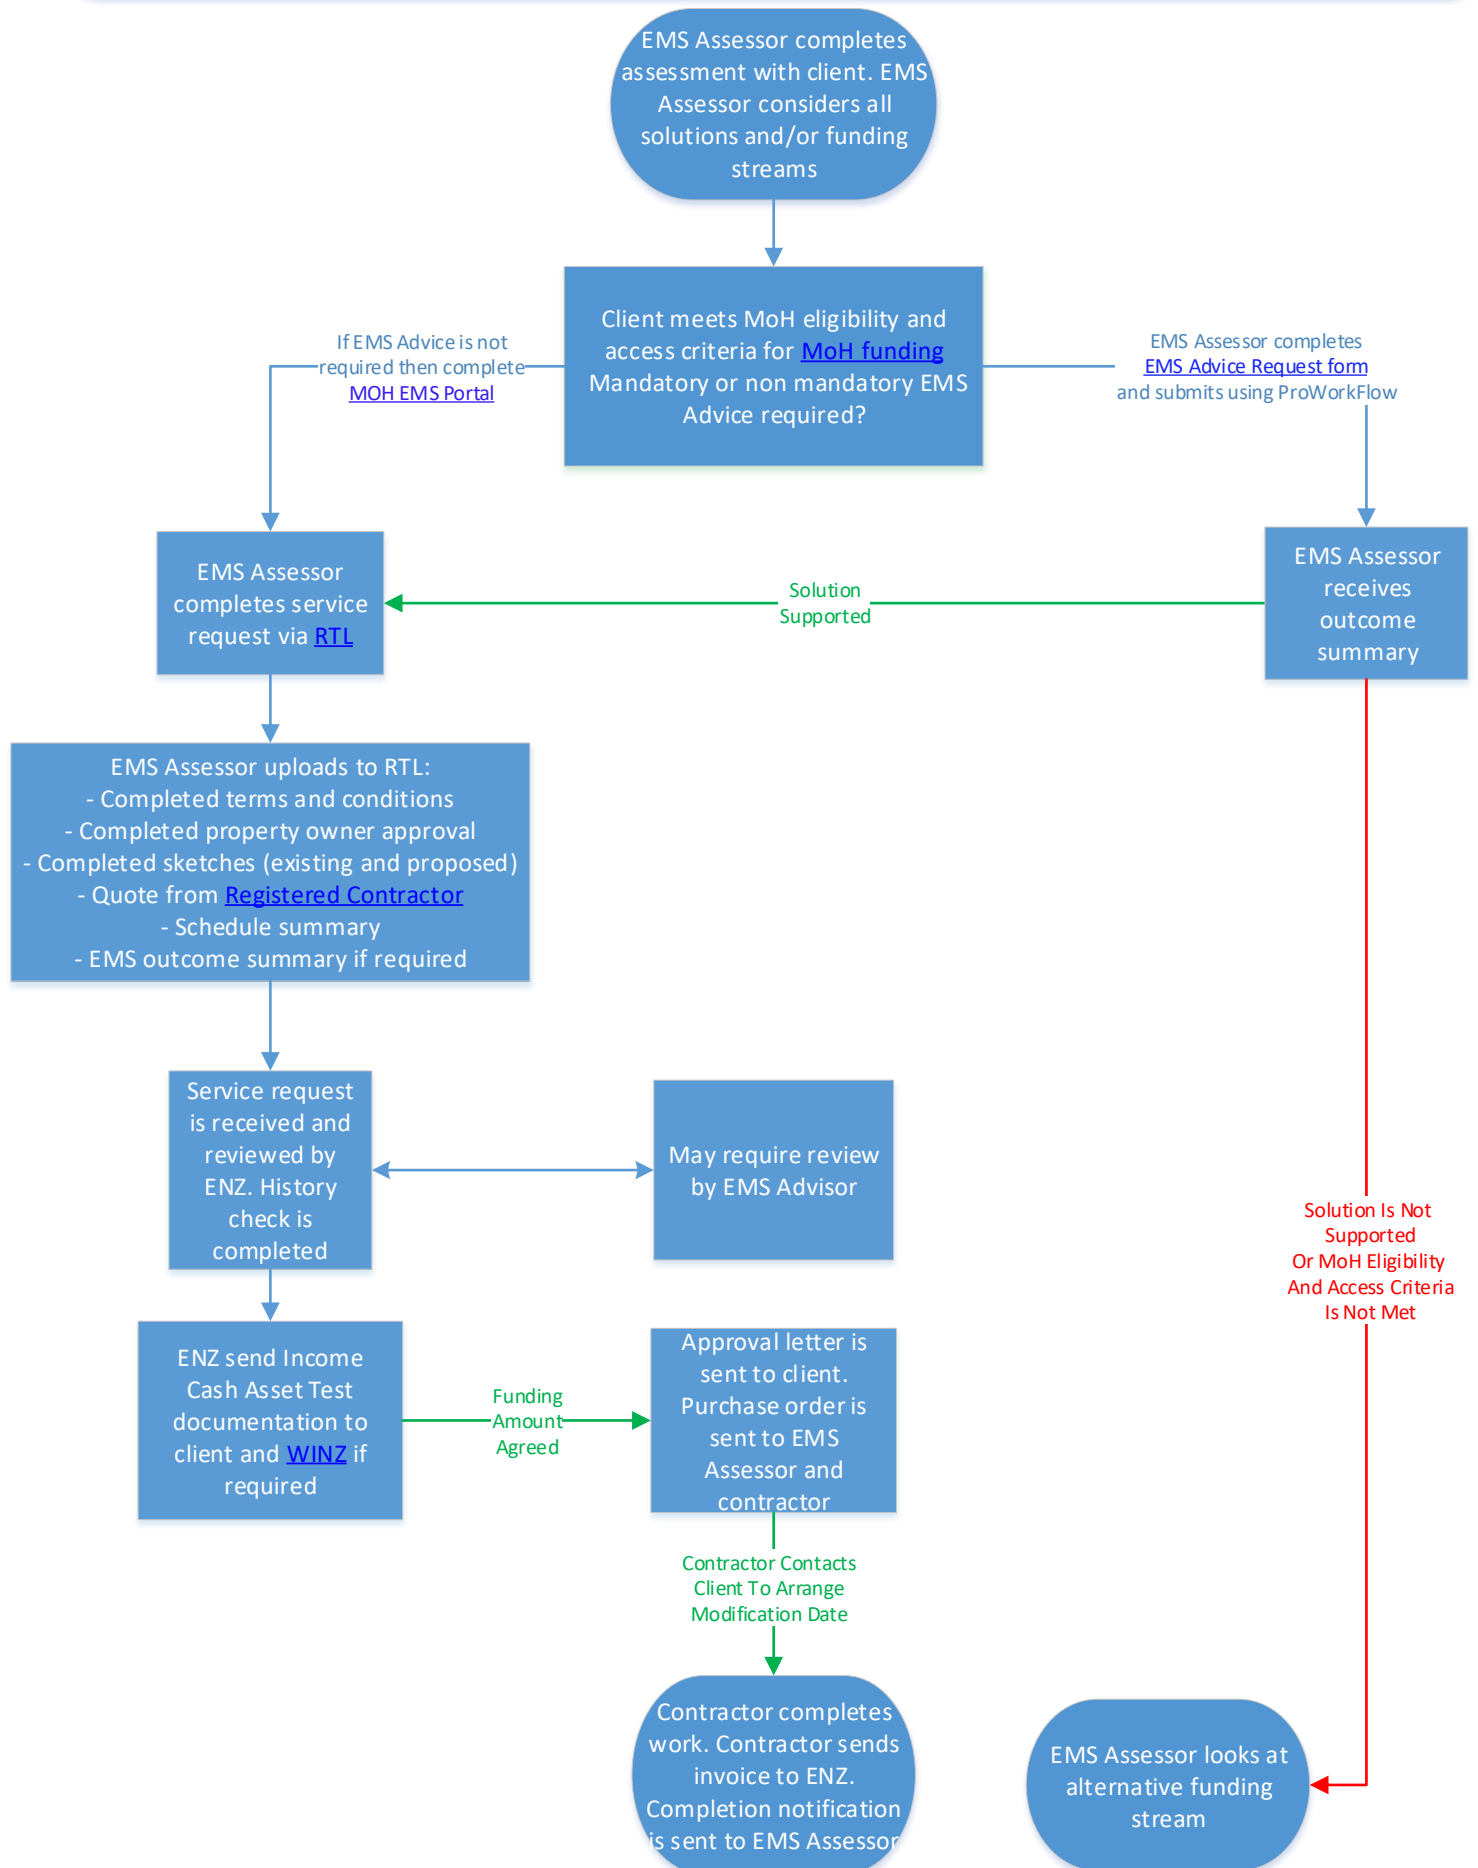 EMS Assessor completes
assessment with client. EMS
Assessor considers all
solutions and/or funding
streams
Client meets MoH eligibility and
access criteria for MoH funding
Mandatory or non mandatory EMS
Advice required?
If EMS Advice is not
required then complete
MOH EMS Portal
EMS Assessor completes
EMS Advice Request form
and submits using ProWorkFlow
EMS Assessor
completes service
request via RTL
Solution
Supported
EMS Assessor
receives
outcome
summary
EMS Assessor uploads to RTL:
- Completed terms and conditions
- Completed property owner approval
- Completed sketches (existing and proposed)
- Quote from Registered Contractor
- Schedule summary
- EMS outcome summary if required
Service request
is received and
reviewed by
ENZ. History
check is
completed
May require review
by EMS Advisor
Solution Is Not
Supported
Or MoH Eligibility
And Access Criteria
Is Not Met
ENZ send Income
Cash Asset Test
documentation to
client and WINZ if
required
Funding
Amount
Agreed
Approval letter is
sent to client.
Purchase order is
sent to EMS
Assessor and
contractor
Contractor Contacts
Client To Arrange
Modification Date
Contractor completes
work. Contractor sends
invoice to ENZ.
Completion notification
is sent to EMS Assessor
EMS Assessor looks at
alternative funding
stream